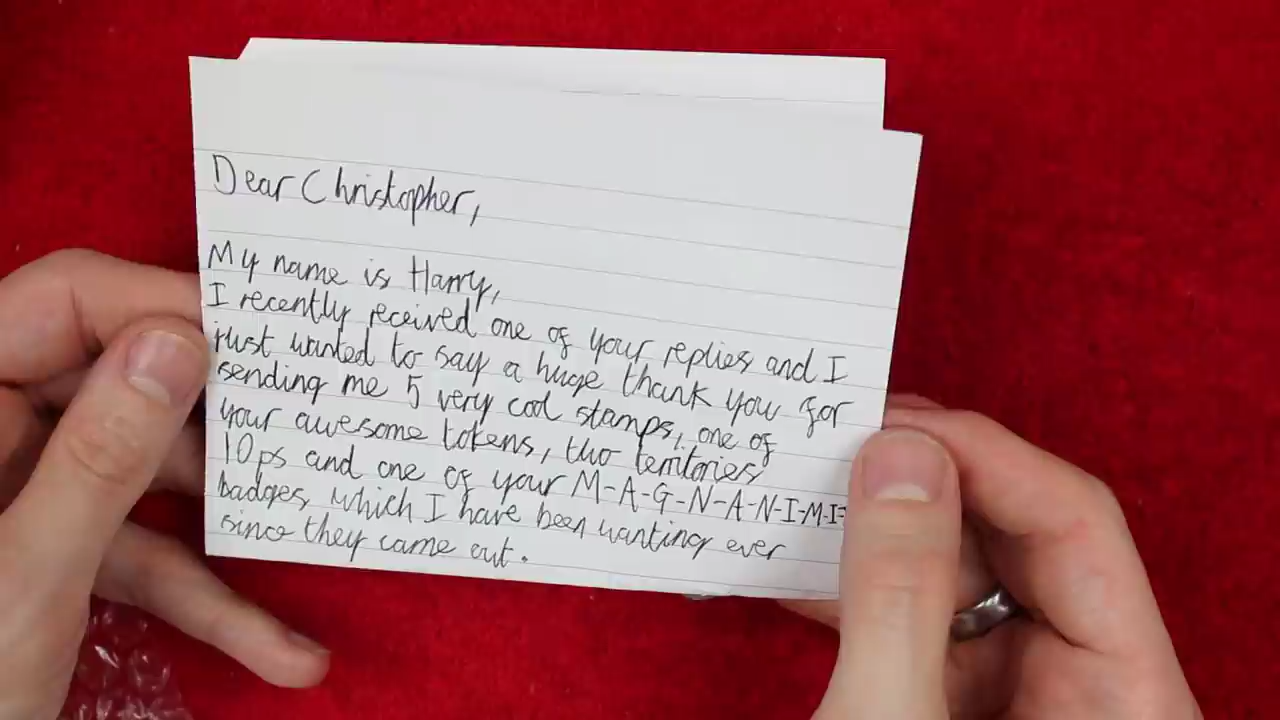 Dear Christopher,
My name is Harry,
I recently received one of your replies and I
just wanted to say a huge thank you for
sending me 5 very cool stamps, one of
your awesome tokens, two territories
10ps and one of your M-A-G-N-A-N-I-M-I-
badges, which I have been wanting ever
since they came out.